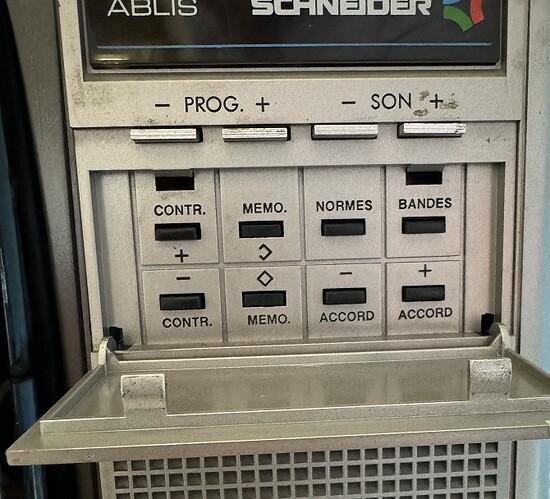 ABLIS SCHNEIDER
− PROG. + − SON +
CONTR. MEMO. NORMES BANDES
+
− − +
CONTR. MEMO. ACCORD ACCORD